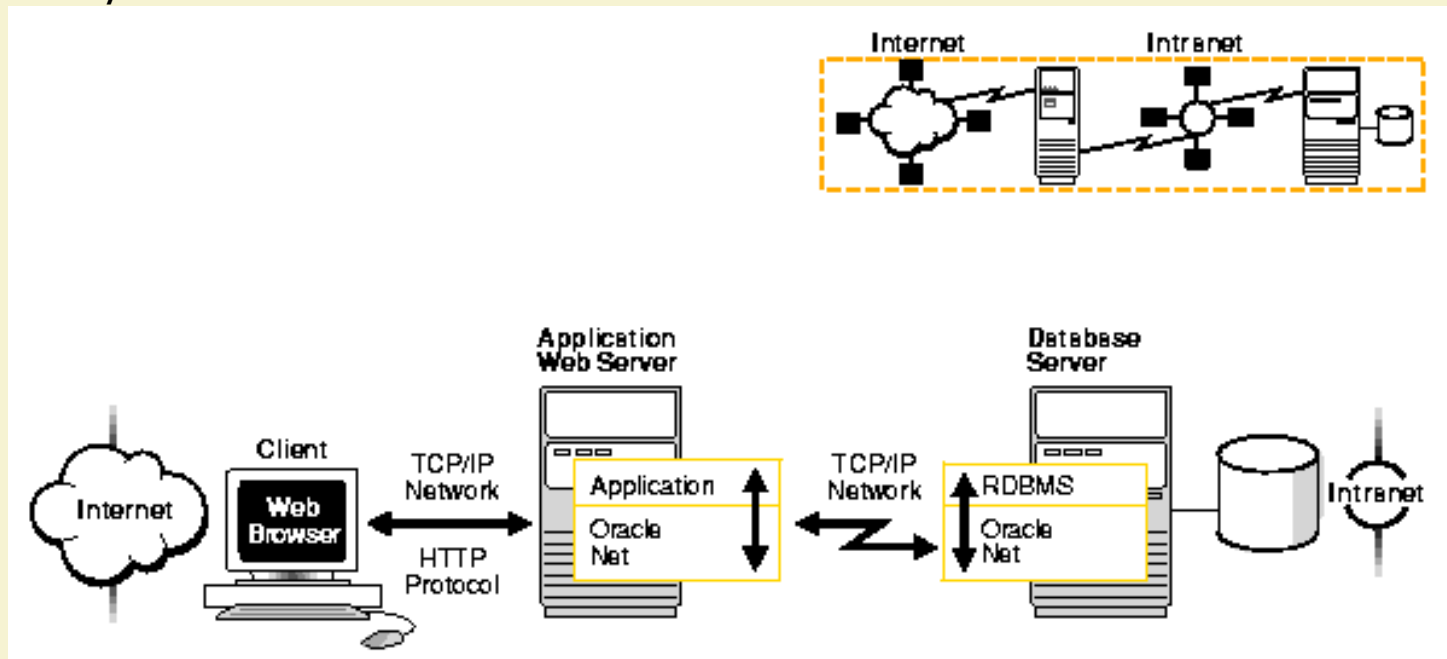 Internet
Intranet
Application
Web Server
Database
Server
Client
TCP/IP
Network
TCP/IP
Network
Internet
Web
Browser
Application
RDBMS
Intranet
Oracle
Net
Oracle
Net
HTTP
Protocol